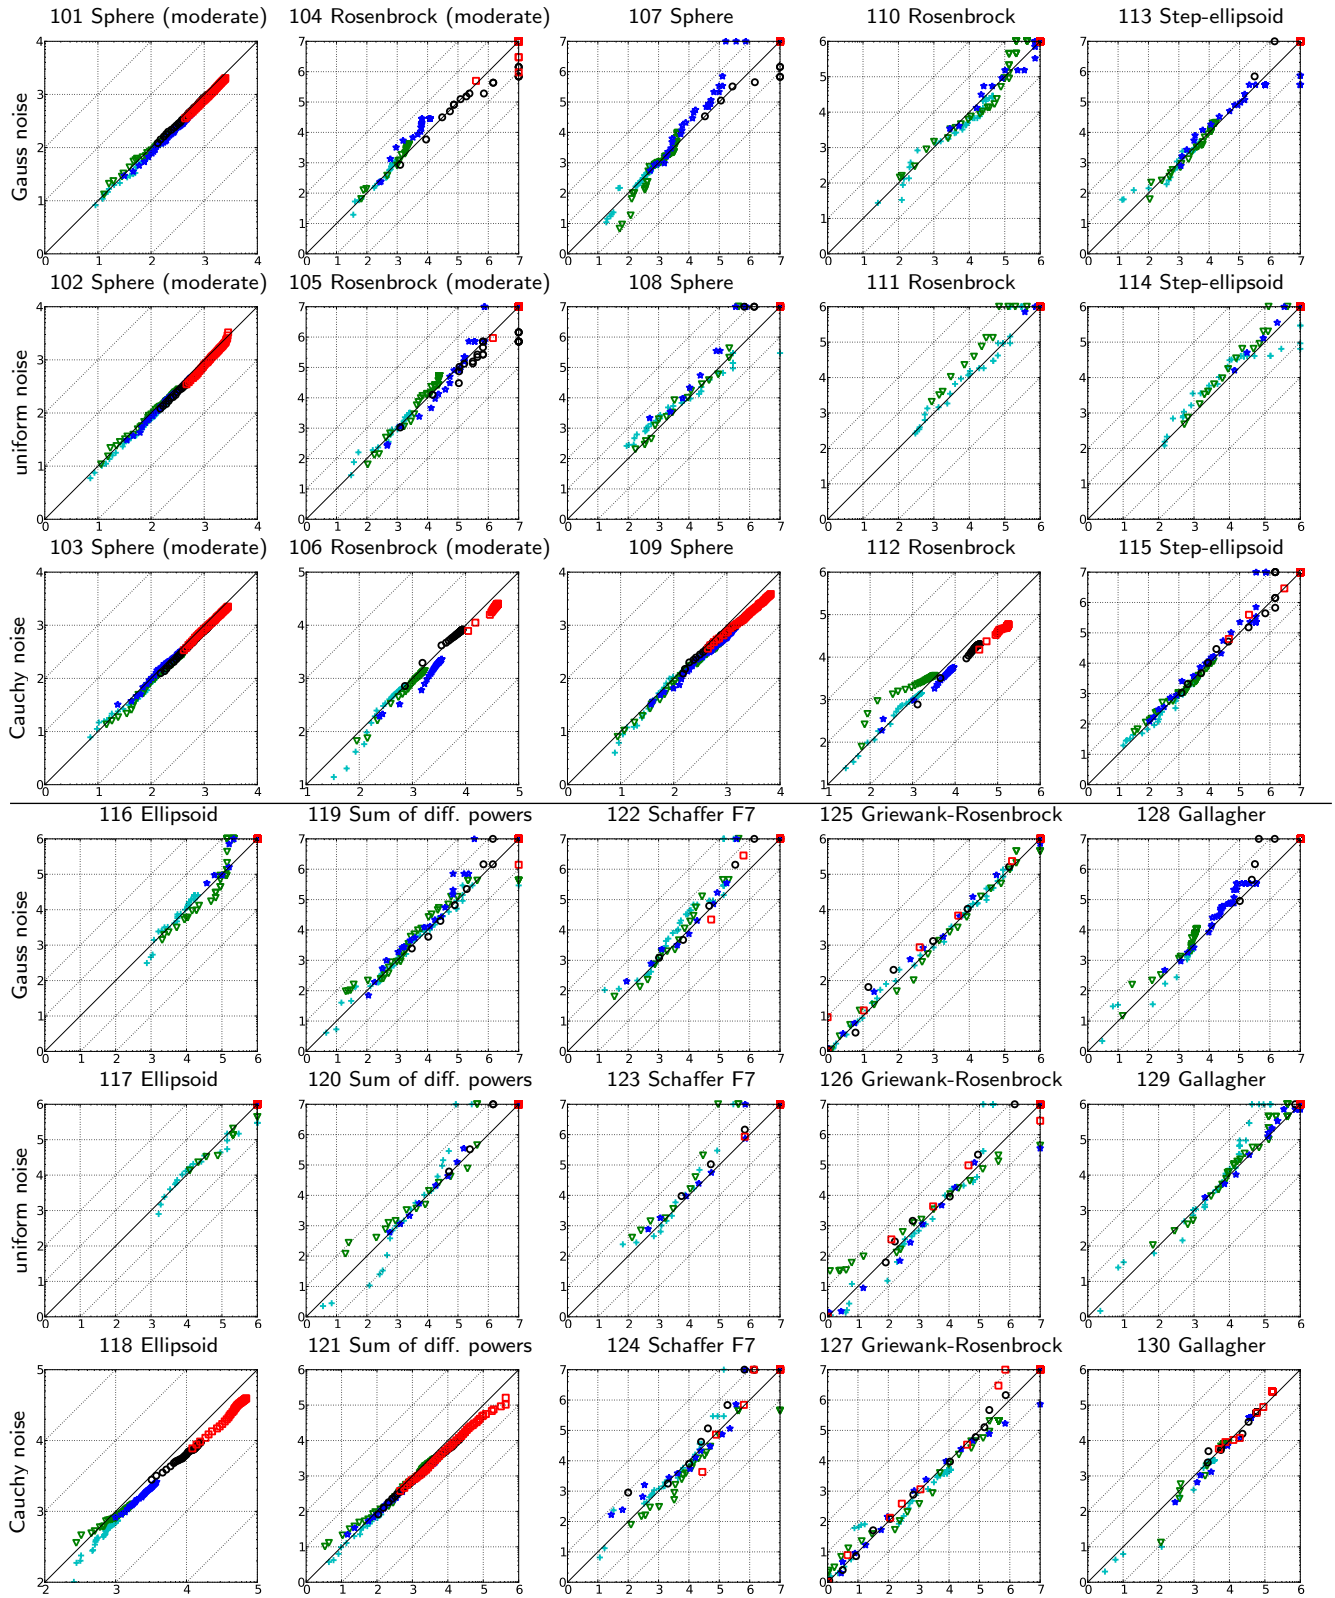 101 Sphere (moderate)
104 Rosenbrock (moderate)
107 Sphere
110 Rosenbrock
113 Step-ellipsoid
Gauss noise
102 Sphere (moderate)
105 Rosenbrock (moderate)
108 Sphere
111 Rosenbrock
114 Step-ellipsoid
uniform noise
103 Sphere (moderate)
106 Rosenbrock (moderate)
109 Sphere
112 Rosenbrock
115 Step-ellipsoid
Cauchy noise
116 Ellipsoid
119 Sum of diff. powers
122 Schaffer F7
125 Griewank-Rosenbrock
128 Gallagher
Gauss noise
117 Ellipsoid
120 Sum of diff. powers
123 Schaffer F7
126 Griewank-Rosenbrock
129 Gallagher
uniform noise
118 Ellipsoid
121 Sum of diff. powers
124 Schaffer F7
127 Griewank-Rosenbrock
130 Gallagher
Cauchy noise